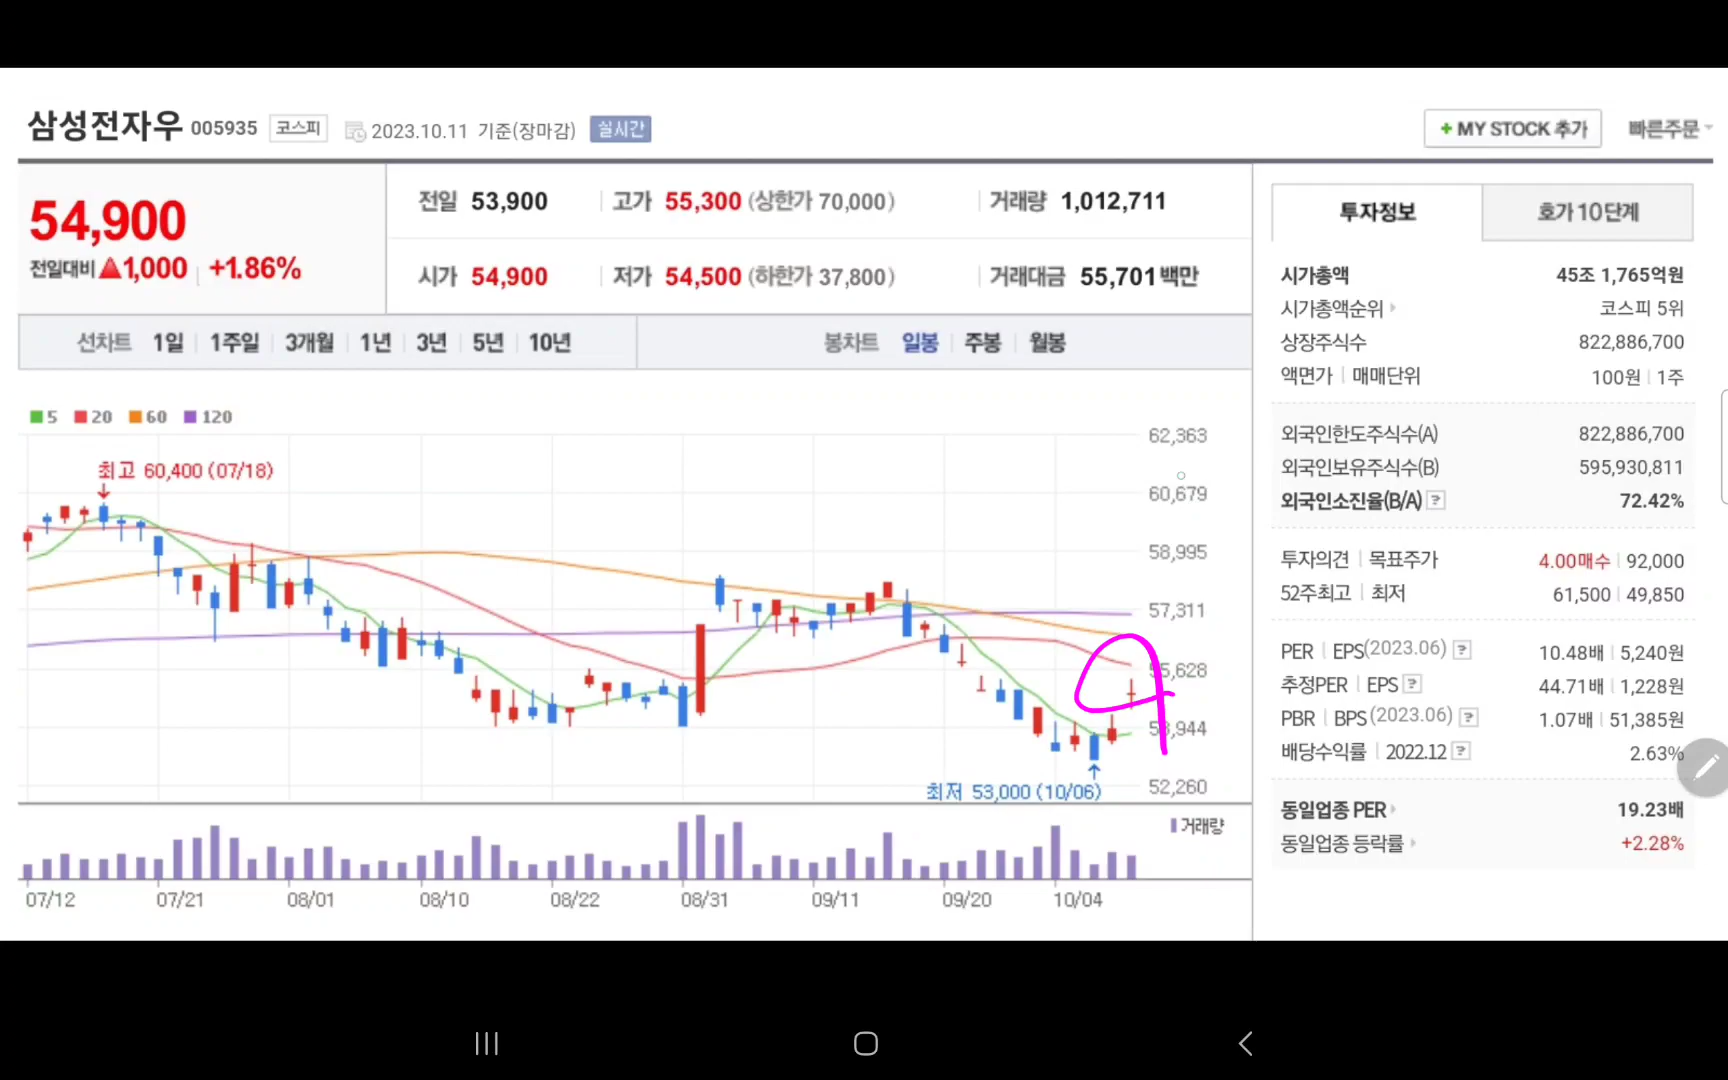 삼성전자우 005935 코스피 2023.10.11 기준(장마감) 실시간 + MY STOCK 추가 빠른주문
54,900
전일대비 ▲1,000 +1.86%
전일 53,900 고가 55,300 (상한가 70,000) 거래량 1,012,711
시가 54,900 저가 54,500 (하한가 37,800) 거래대금 55,701 백만
선차트 1일 1주일 3개월 1년 3년 5년 10년 봉차트 일봉 주봉 월봉
5 20 60 120
최고 60,400 (07/18)
62,363
60,679
58,995
57,311
55,628
53,944
52,260
최저 53,000 (10/06)
거래량
07/12 07/21 08/01 08/10 08/22 08/31 09/11 09/20 10/04
투자정보 호가 10단계
시가총액 45조 1,765억원
시가총액순위 코스피 5위
상장주식수 822,886,700
액면가 매매단위 100원 1주
외국인한도주식수(A) 822,886,700
외국인보유주식수(B) 595,930,811
외국인소진율(B/A) ? 72.42%
투자의견 목표주가 4.00매수 92,000
52주최고 최저 61,500 49,850
PER EPS(2023.06) ? 10.48배 5,240원
추정PER EPS ? 44.71배 1,228원
PBR BPS (2023.06) ? 1.07배 51,385원
배당수익률 2022.12 ? 2.63%
동일업종 PER 19.23배
동일업종 등락률 +2.28%